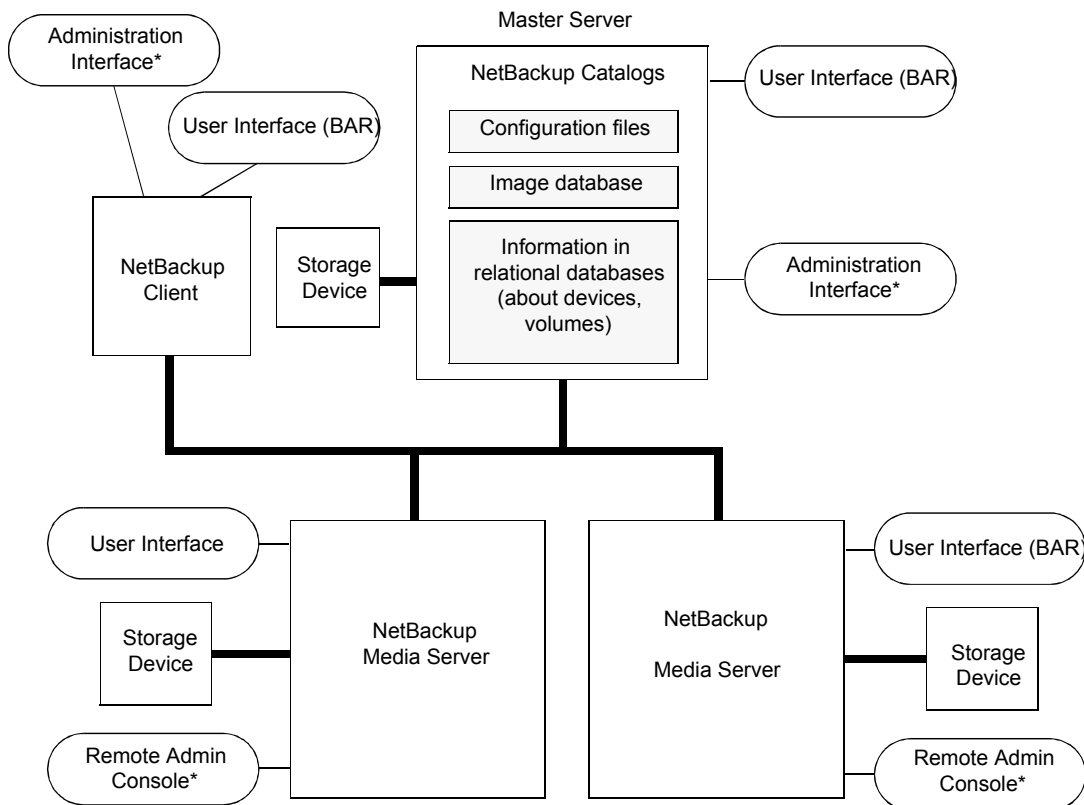 Master Server
Administration
Interface*
User Interface (BAR)
NetBackup
Client
Storage
Device
NetBackup Catalogs
Configuration files
Image database
Information in
relational databases
(about devices,
volumes)
User Interface (BAR)
Administration
Interface*
User Interface
Storage
Device
Remote Admin
Console*
NetBackup
Media Server
NetBackup
Media Server
User Interface (BAR)
Storage
Device
Remote Admin
Console*